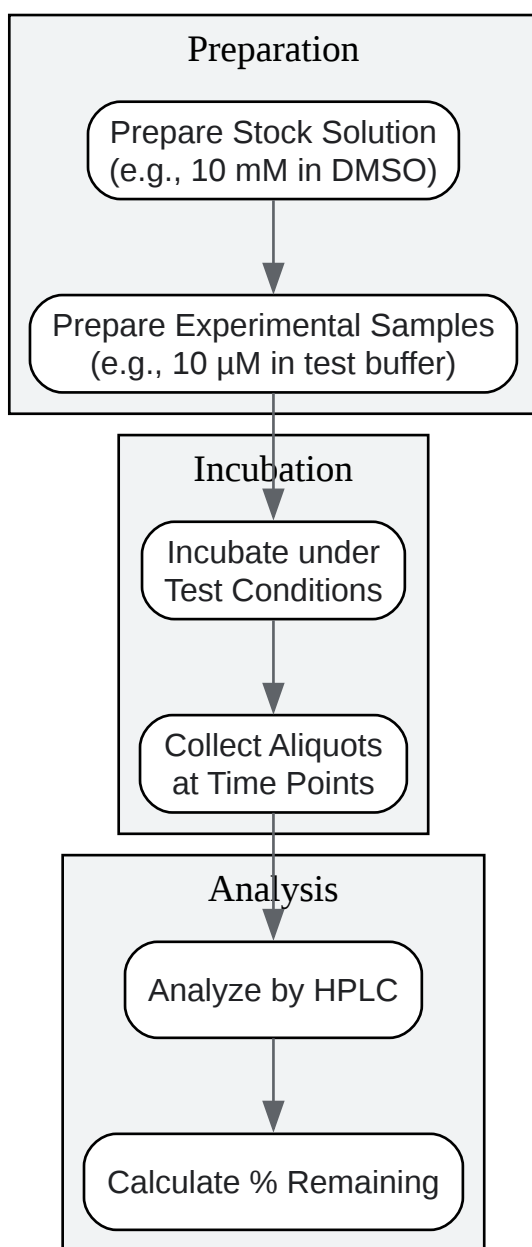 Preparation
Prepare Stock Solution
(e.g., 10 mM in DMSO)
Prepare Experimental Samples
(e.g., 10 µM in test buffer)
Incubation
Incubate under
Test Conditions
Collect Aliquots
at Time Points
Analysis
Analyze by HPLC
Calculate % Remaining